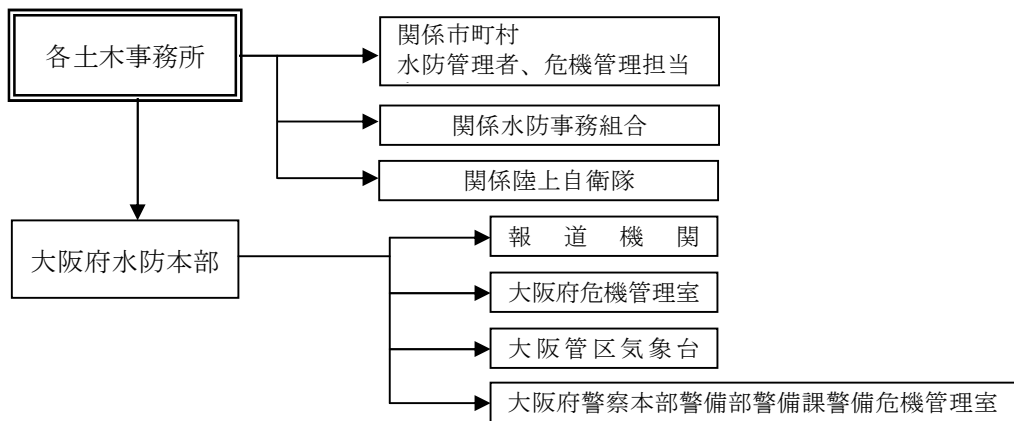 各土木事務所
関係市町村
水防管理者、危機管理担当
関係水防事務組合
関係陸上自衛隊
大阪府水防本部
報道機関
大阪府危機管理室
大阪管区気象台
大阪府警察本部警備部警備課警備危機管理室